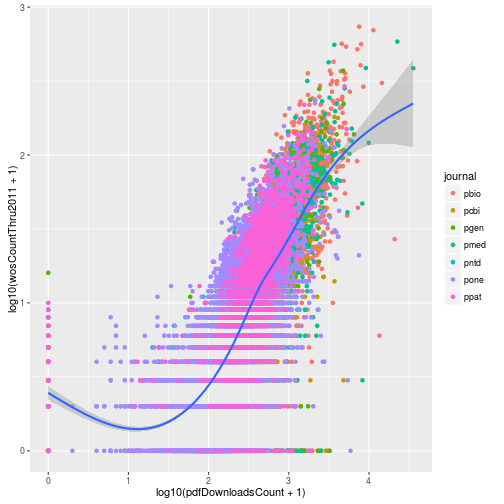 3
2
1
0
0
1
2
3
4
log10(wosCountThru2011 + 1)
log10(pdfDownloadsCount + 1)
journal
pbio
pcbi
pgen
pmed
pntd
pone
ppat